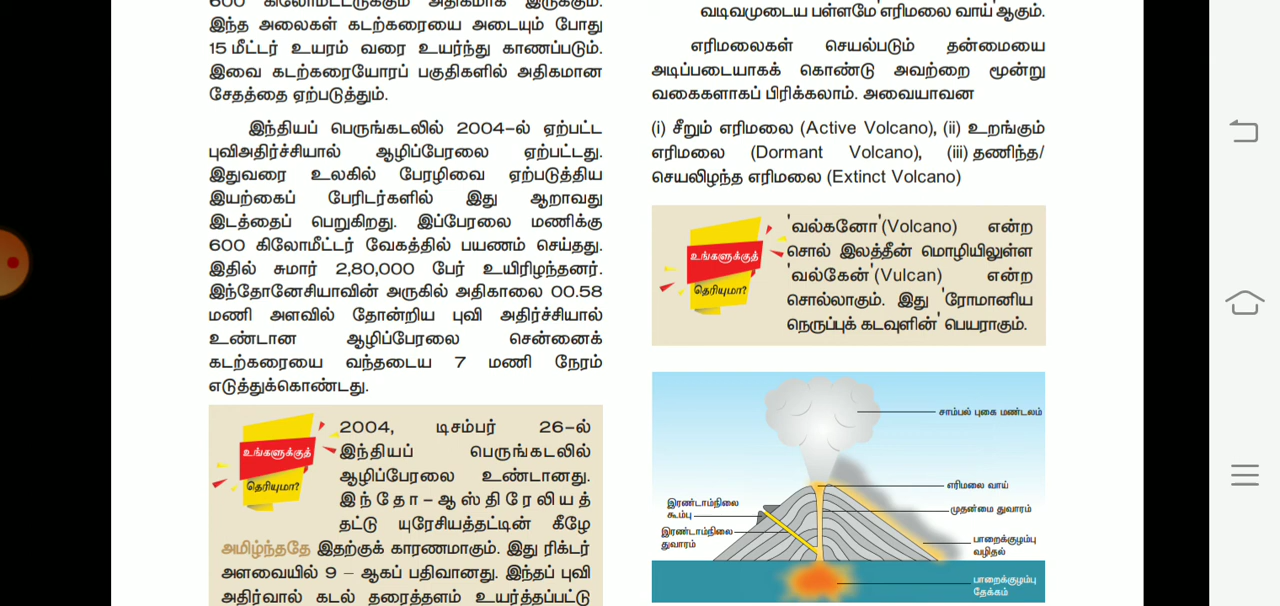 600 கிலோமீட்டருக்கும் அதிகமாக இருக்கும்.
இந்த அலைகள் கடற்கரையை அடையும் போது
15 மீட்டர் உயரம் வரை உயர்ந்து காணப்படும்.
இவை கடற்கரையோரப் பகுதிகளில் அதிகமான
சேதத்தை ஏற்படுத்தும்.
இந்தியப் பெருங்கடலில் 2004–ல் ஏற்பட்ட
புவிஅதிர்ச்சியால் ஆழிப்பேரலை ஏற்பட்டது.
இதுவரை உலகில் பேரழிவை ஏற்படுத்திய
இயற்கைப் பேரிடர்களில் இது ஆறாவது
இடத்தைப் பெறுகிறது. இப்பேரலை மணிக்கு
600 கிலோமீட்டர் வேகத்தில் பயணம் செய்தது.
இதில் சுமார் 2,80,000 பேர் உயிரிழந்தனர்.
இந்தோனேசியாவின் அருகில் அதிகாலை 00.58
மணி அளவில் தோன்றிய புவி அதிர்ச்சியால்
உண்டான ஆழிப்பேரலை சென்னைக்
கடற்கரையை வந்தடைய 7 மணி நேரம்
எடுத்துக்கொண்டது.
உங்களுக்குத்
தெரியுமா?
2004, டிசம்பர் 26–ல்
இந்தியப் பெருங்கடலில்
ஆழிப்பேரலை உண்டானது.
இந்தோ–ஆஸ்திரேலியத்
தட்டு யுரேசியத்தட்டின் கீழே
அமிழ்ந்ததே இதற்குக் காரணமாகும். இது ரிக்டர்
அளவையில் 9 – ஆகப் பதிவானது. இந்தப் புவி
அதிர்வால் கடல் தரைத்தளம் உயர்த்தப்பட்டு
வடிவமுடைய பள்ளமே 'எரிமலை வாய்' ஆகும்.
எரிமலைகள் செயல்படும் தன்மையை
அடிப்படையாகக் கொண்டு அவற்றை மூன்று
வகைகளாகப் பிரிக்கலாம். அவையாவன
(i) சீறும் எரிமலை (Active Volcano), (ii) உறங்கும்
எரிமலை (Dormant Volcano), (iii) தணிந்த/
செயலிழந்த எரிமலை (Extinct Volcano)
உங்களுக்குத்
தெரியுமா?
'வல்கனோ' (Volcano) என்ற
சொல் இலத்தீன் மொழியிலுள்ள
'வல்கேன்' (Vulcan) என்ற
சொல்லாகும். இது 'ரோமானிய
நெருப்புக் கடவுளின்' பெயராகும்.
சாம்பல் புகை மண்டலம்
எரிமலை வாய்
இரண்டாம்நிலை
கூம்பு
முதன்மை துவாரம்
இரண்டாம்நிலை
துவாரம்
பாறைக்குழம்பு
வழிதல்
பாறைக்குழம்பு
தேக்கம்